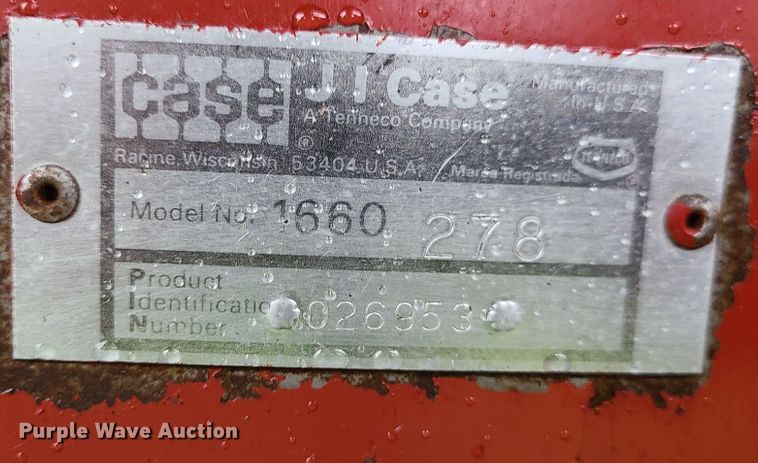 case J I Case Manufactured
A Tenneco Company In U.S.A.
Racine, Wisconsin 53404 U.S.A. Marca Registrada
Model No. 1660 278
Product
Identification
Number 026953
Purple Wave Auction